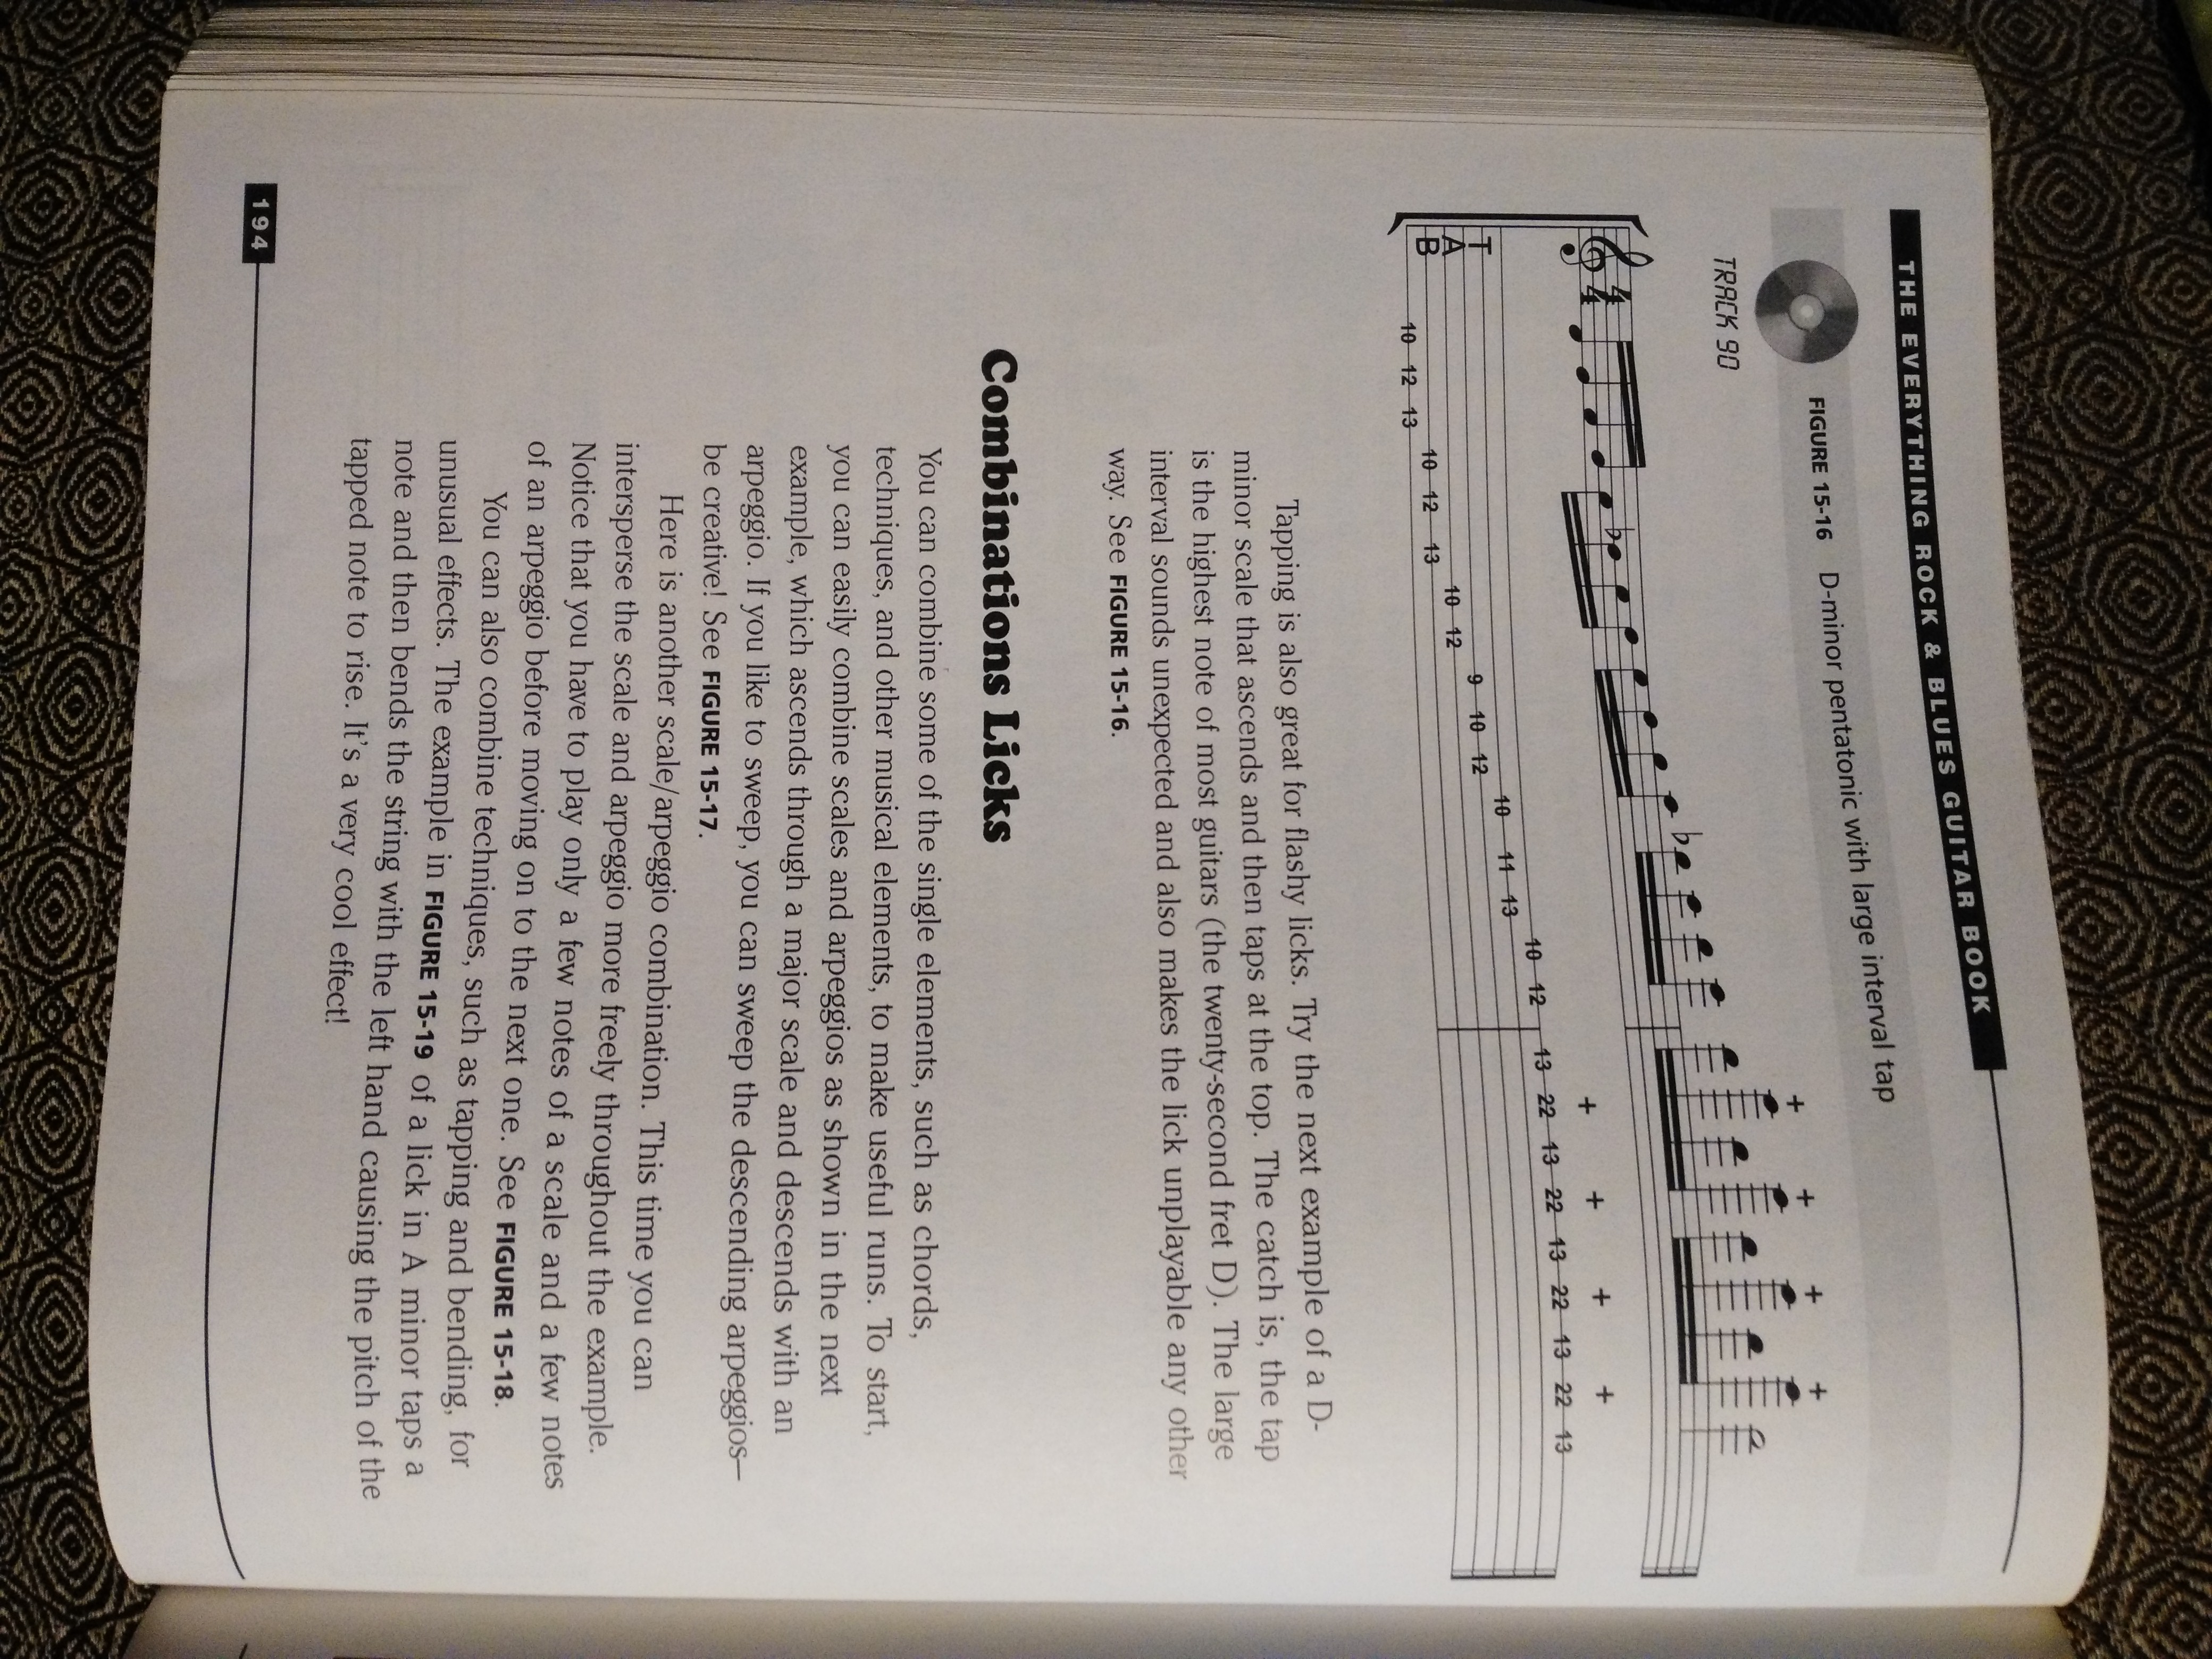 THE EVERYTHING ROCK & BLUES GUITAR BOOK
FIGURE 15-16 D-minor pentatonic with large interval tap
TRACK 90
4
4
+ + + +
+ + + +
T
A
B
13 22 13 22 13 22 13 22 13
10 12
10 11 13
9 10 12
10 12
10 12 13
10 12 13
Tapping is also great for flashy licks. Try the next example of a D-
minor scale that ascends and then taps at the top. The catch is, the tap
is the highest note of most guitars (the twenty-second fret D). The large
interval sounds unexpected and also makes the lick unplayable any other
way. See FIGURE 15-16.
Combinations Licks
You can combine some of the single elements, such as chords,
techniques, and other musical elements, to make useful runs. To start,
you can easily combine scales and arpeggios as shown in the next
example, which ascends through a major scale and descends with an
arpeggio. If you like to sweep, you can sweep the descending arpeggios—
be creative! See FIGURE 15-17.
Here is another scale/arpeggio combination. This time you can
intersperse the scale and arpeggio more freely throughout the example.
Notice that you have to play only a few notes of a scale and a few notes
of an arpeggio before moving on to the next one. See FIGURE 15-18.
You can also combine techniques, such as tapping and bending, for
unusual effects. The example in FIGURE 15-19 of a lick in A minor taps a
note and then bends the string with the left hand causing the pitch of the
tapped note to rise. It's a very cool effect!
194